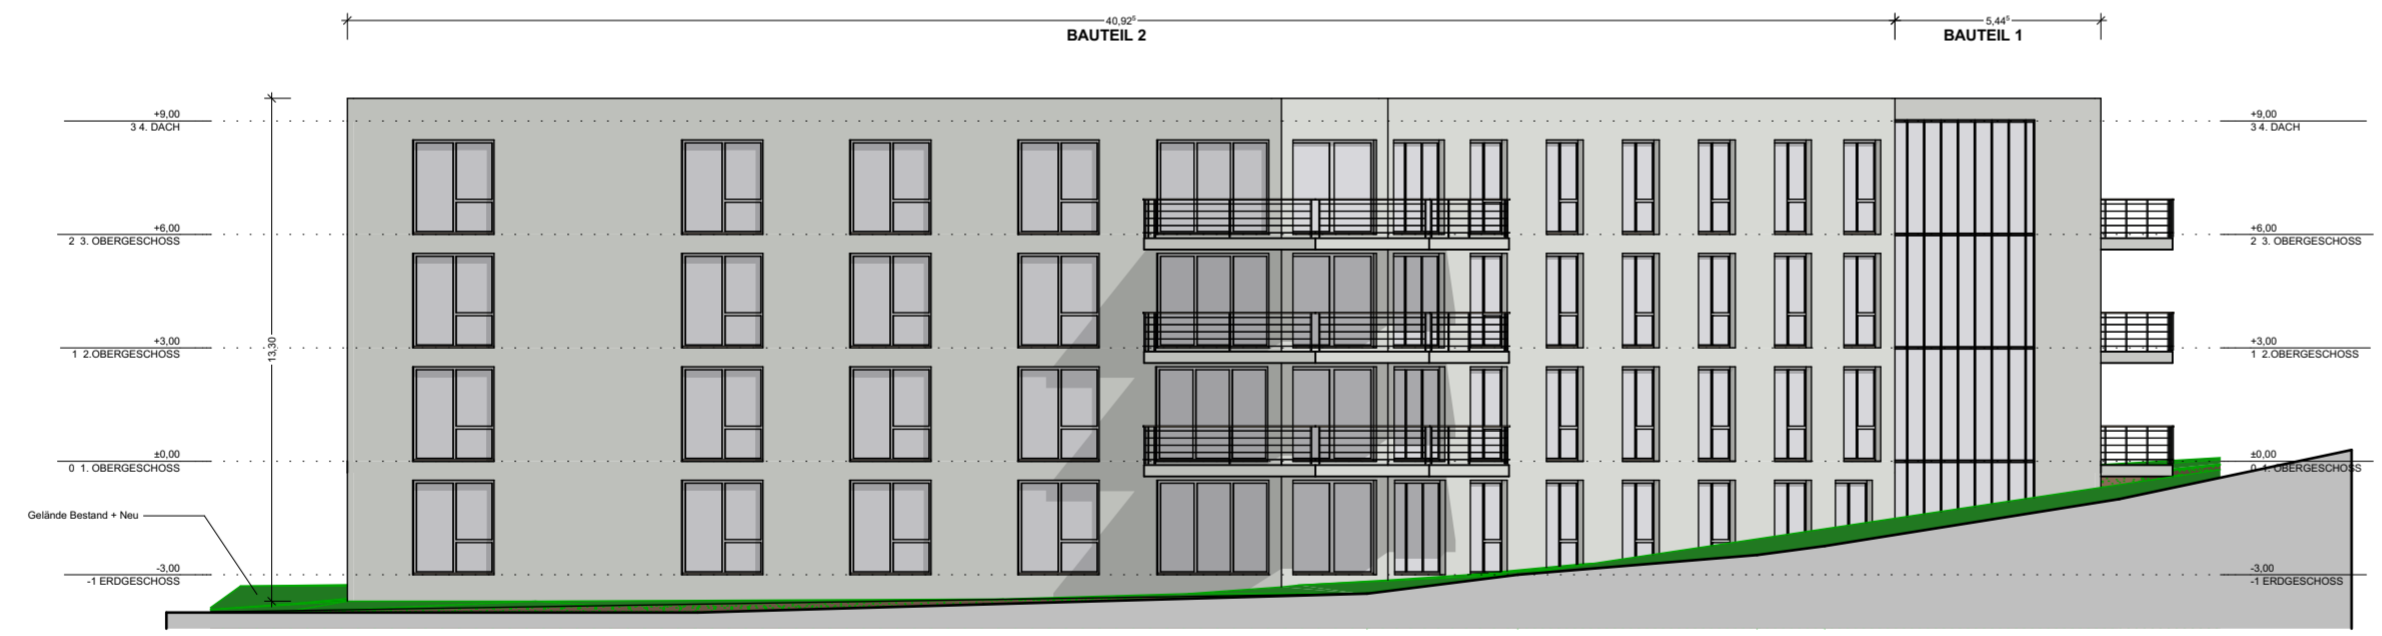 40,92⁵
5,44⁵
BAUTEIL 2
BAUTEIL 1
+9,00
3 4. DACH
+9,00
3 4. DACH
+6,00
2 3. OBERGESCHOSS
+6,00
2 3. OBERGESCHOSS
13,30
+3,00
1 2.OBERGESCHOSS
+3,00
1 2.OBERGESCHOSS
±0,00
0 1. OBERGESCHOSS
±0,00
0 1. OBERGESCHOSS
Gelände Bestand + Neu
-3,00
-1 ERDGESCHOSS
-3,00
-1 ERDGESCHOSS